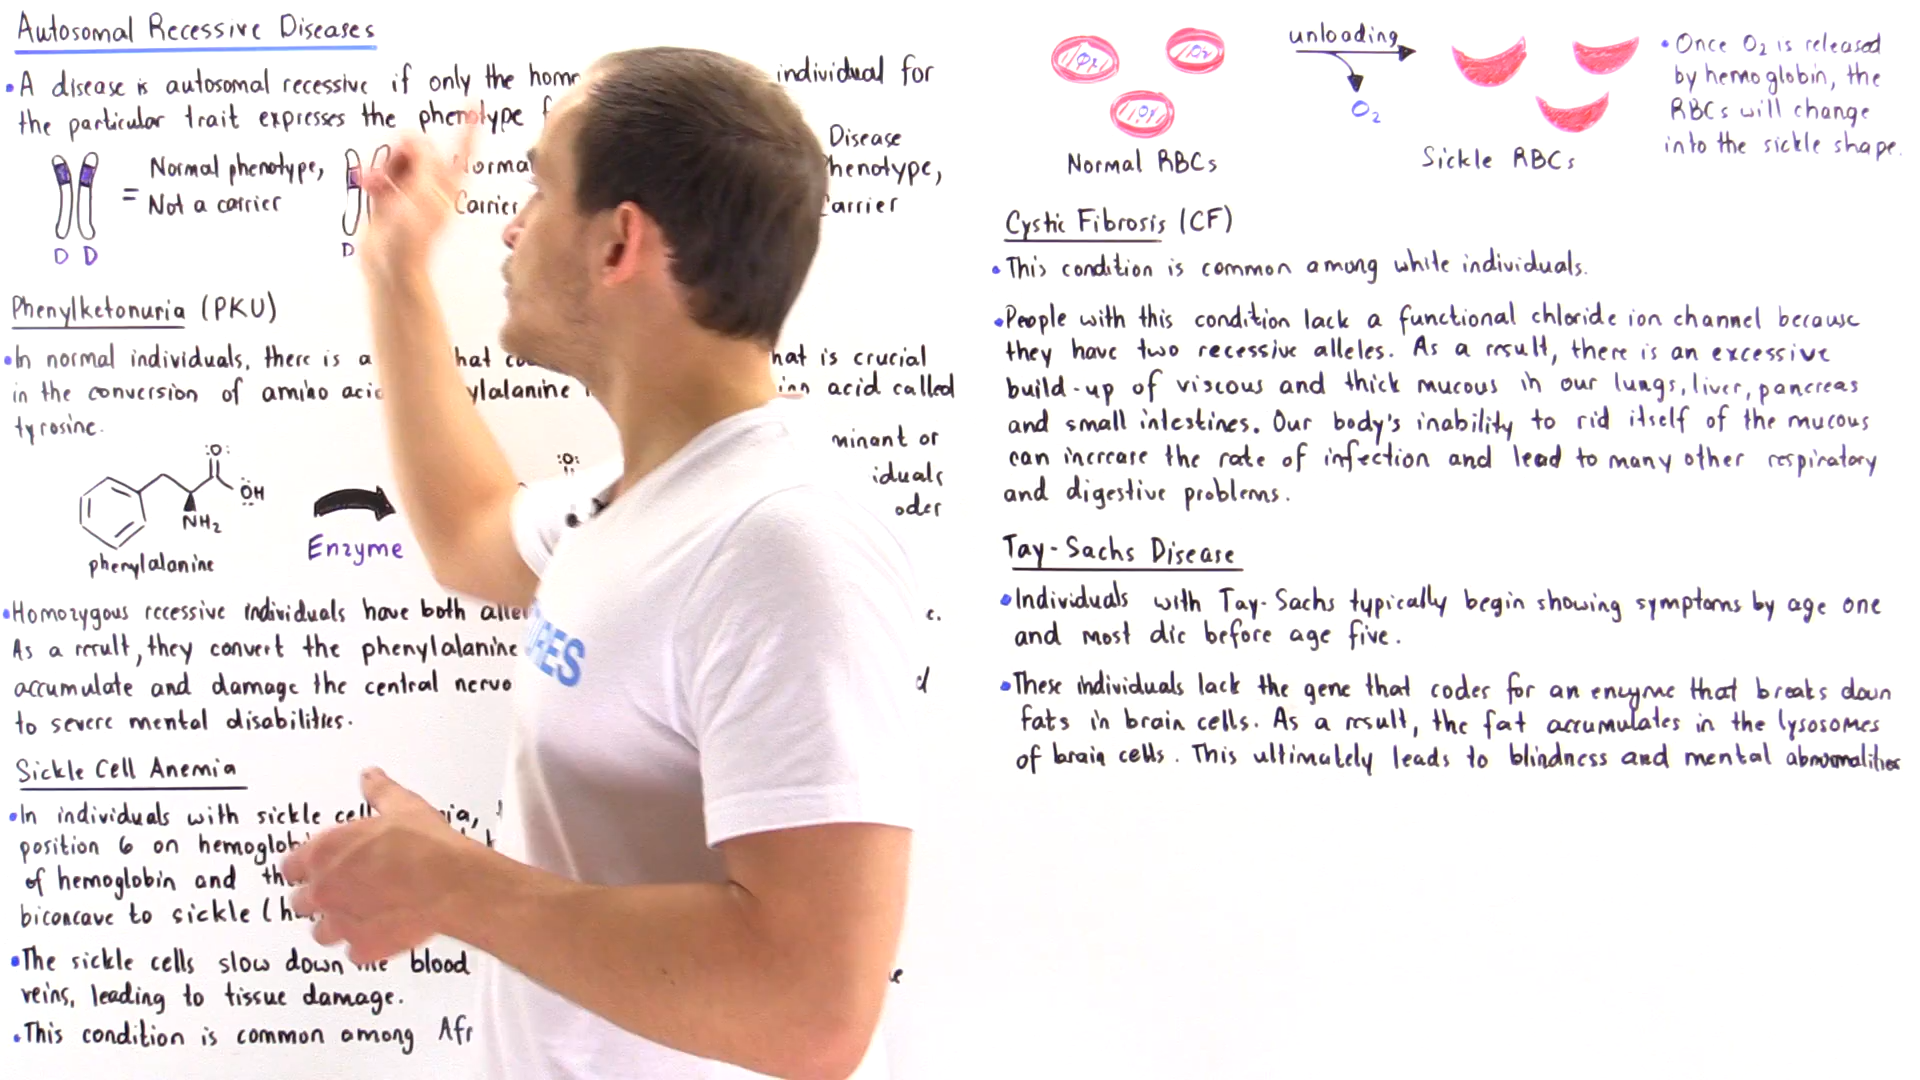 Autosomal Recessive Diseases
• A disease is autosomal recessive if only the individual for
the particular trait expresses the phenotype
Normal phenotype,
= Not a carrier
D D
D
Carrier
Disease
Phenotype,
Carrier
Phenylketonuria (PKU)
• In normal individuals, there is a that is crucial
in the conversion of amino acid acid called
tyrosine.
:O:
OH
NH2
phenylalanine
Enzyme
:O:
• Homozygous recessive individuals have both
As a result, they convert the phenylalanine
accumulate and damage the central
to severe mental disabilities.
Sickle Cell Anemia
• In individuals with sickle cell
position 6 on
of hemoglobin and
biconcave to sickle
• The sickle cells slow down the blood
veins, leading to tissue damage.
• This condition is common among
URES
O2 O2
O2
Normal RBCs
unloading
O2
Sickle RBCs
• Once O2 is released
by hemoglobin, the
RBCs will change
into the sickle shape.
Cystic Fibrosis (CF)
• This condition is common among white individuals.
• People with this condition lack a functional chloride ion channel because
they have two recessive alleles. As a result, there is an excessive
build-up of viscous and thick mucous in our lungs, liver, pancreas
and small intestines. Our body's inability to rid itself of the mucous
can increase the rate of infection and lead to many other respiratory
and digestive problems.
Tay-Sachs Disease
• Individuals with Tay-Sachs typically begin showing symptoms by age one
and most die before age five.
• These individuals lack the gene that codes for an enzyme that breaks down
fats in brain cells. As a result, the fat accumulates in the lysosomes
of brain cells. This ultimately leads to blindness and mental abnormalities